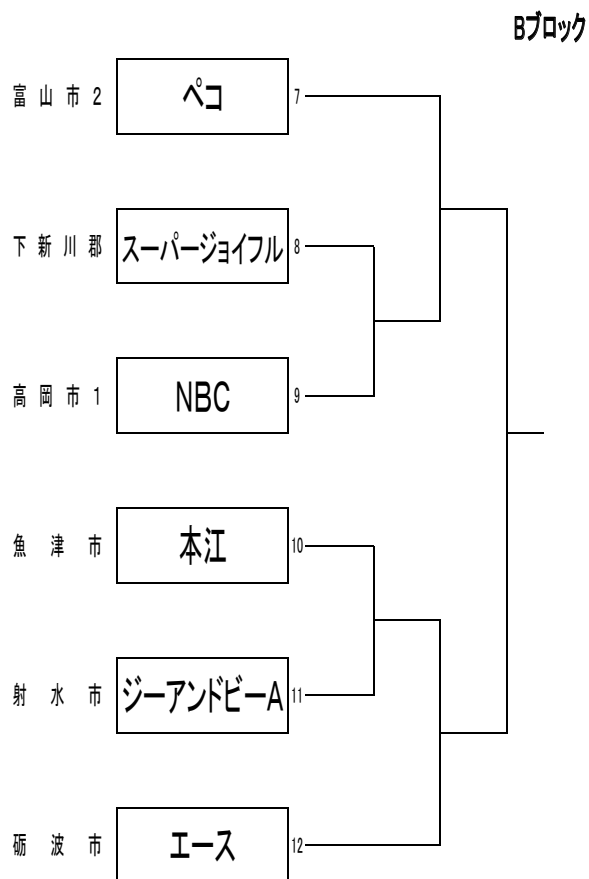 Bブロック
富山市2 ペコ 7
下新川郡 スーパージョイフル 8
高岡市1 NBC 9
魚津市 本江 10
射水市 ジーアンドビーA 11
砺波市 エース 12